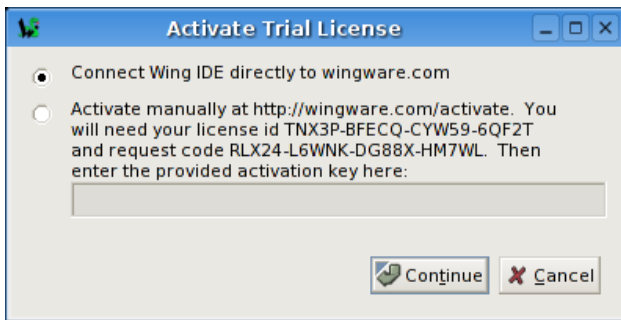 Activate Trial License
Connect Wing IDE directly to wingware.com
Activate manually at http://wingware.com/activate. You
will need your license id TNX3P-BFECQ-CYW59-6QF2T
and request code RLX24-L6WNK-DG88X-HM7WL. Then
enter the provided activation key here:
Continue Cancel